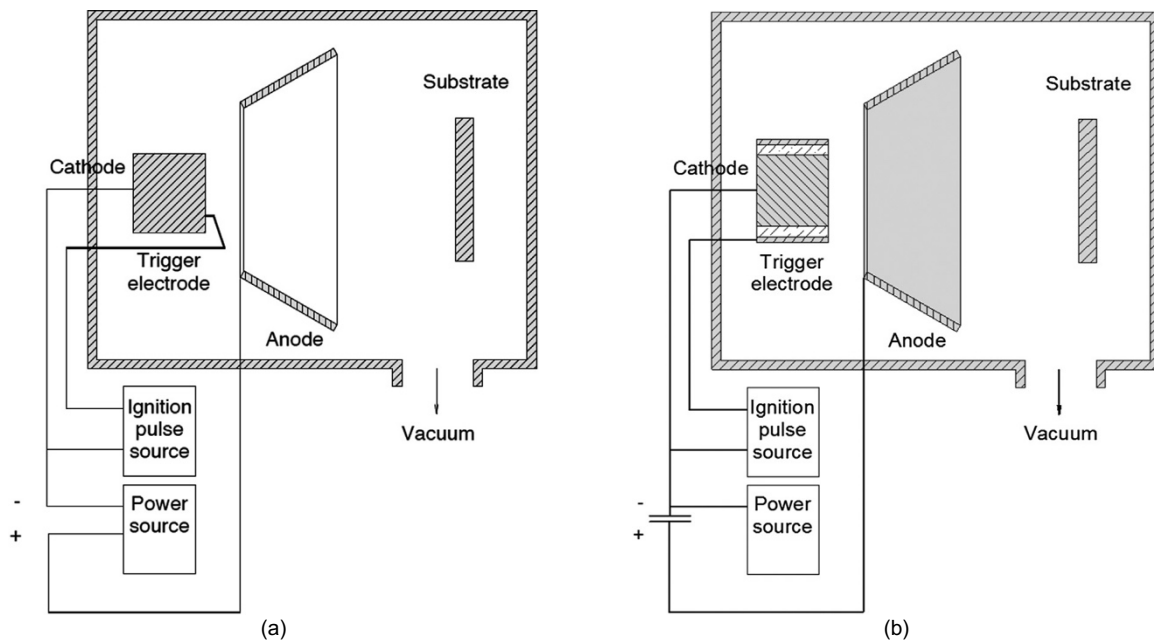 Substrate
Cathode
Trigger
electrode
Anode
Ignition
pulse
source
Vacuum
-
Power
source
+
(a)
Substrate
Cathode
Trigger
electrode
Anode
Ignition
pulse
source
Vacuum
-
Power
source
+
(b)